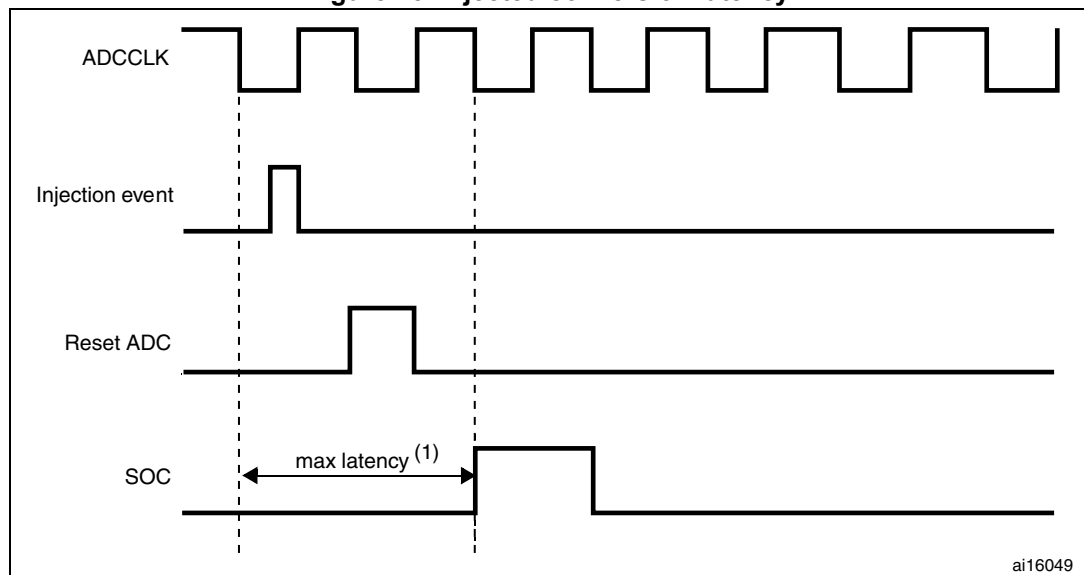 ADCCLK
Injection event
Reset ADC
max latency (1)
SOC
ai16049